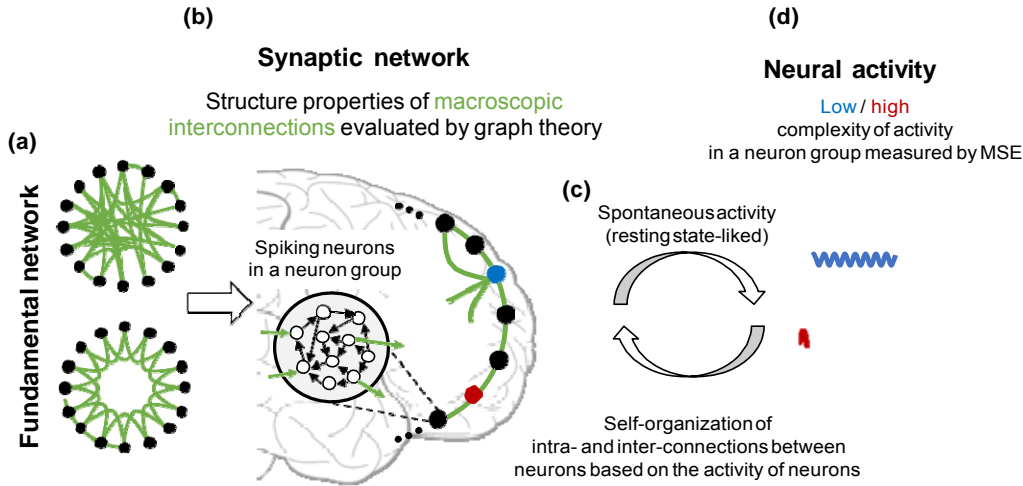 (b)
Synaptic network
Structure properties of macroscopic
interconnections evaluated by graph theory
(a)
Fundamental network
Spiking neurons
in a neuron group
(d)
Neural activity
Low / high
complexity of activity
in a neuron group measured by MSE
(c)
Spontaneous activity
(resting state-liked)
Self-organization of
intra- and inter-connections between
neurons based on the activity of neurons